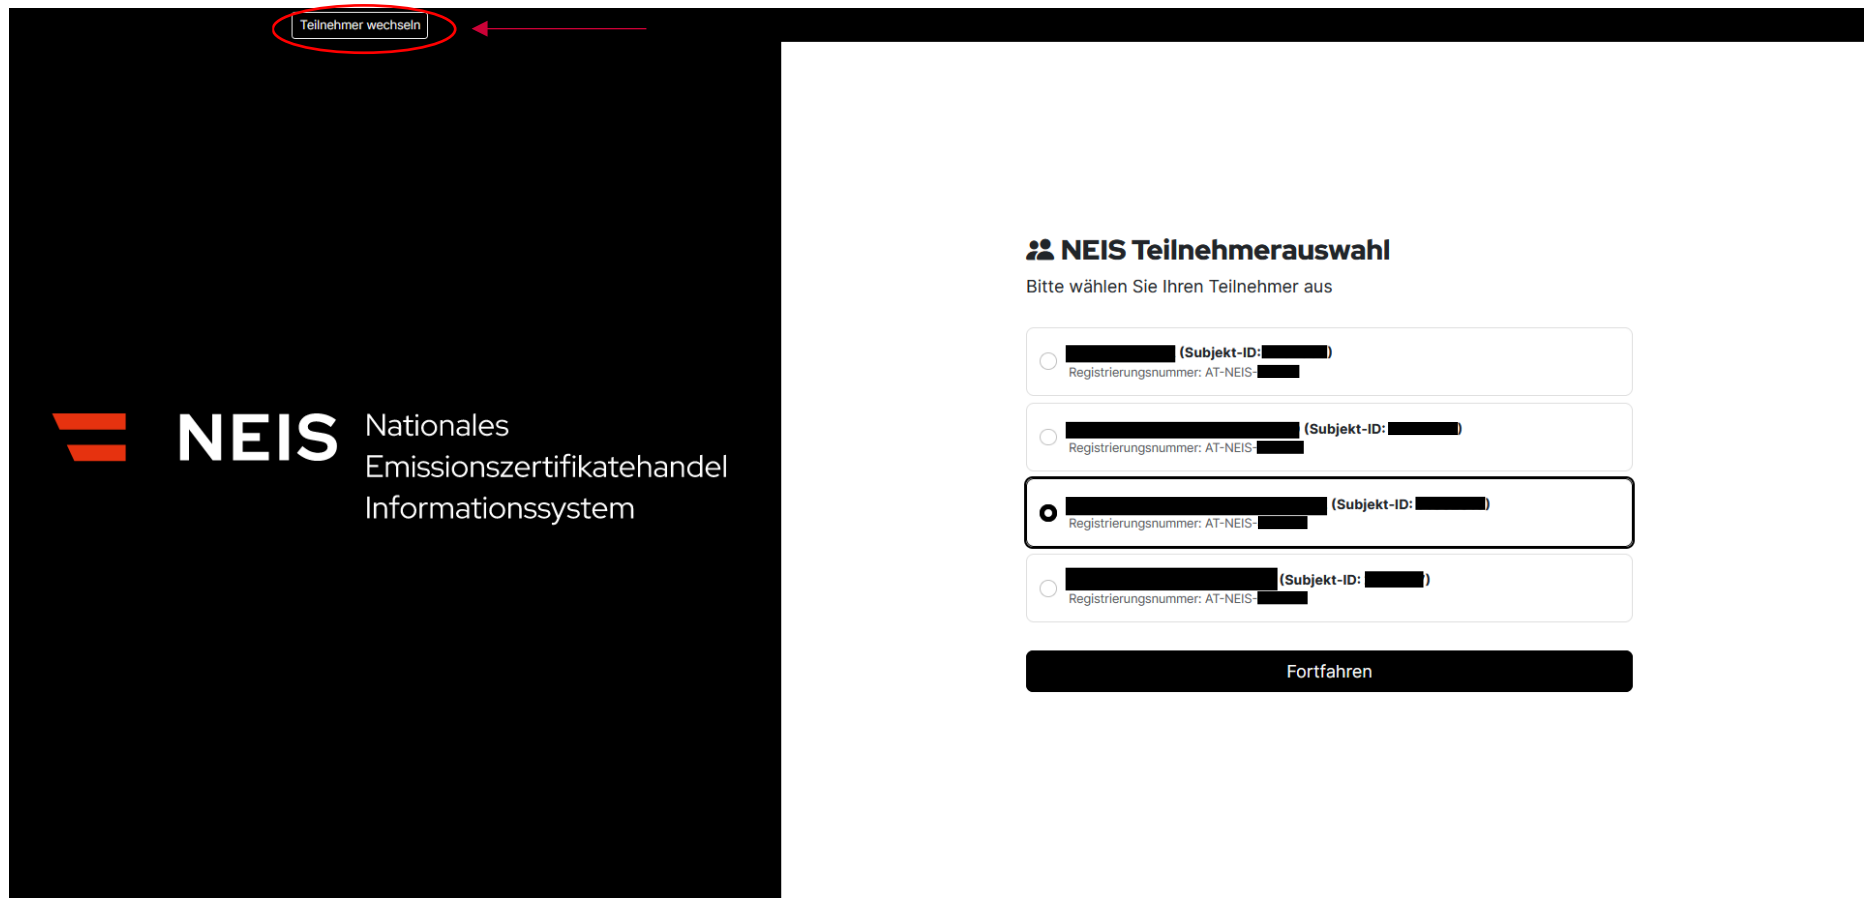 Teilnehmer wechseln
NEIS
Nationales
Emissionszertifikatehandel
Informationssystem
NEIS Teilnehmerauswahl
Bitte wählen Sie Ihren Teilnehmer aus
(Subjekt-ID: )
Registrierungsnummer: AT-NEIS-
(Subjekt-ID: )
Registrierungsnummer: AT-NEIS-
(Subjekt-ID: )
Registrierungsnummer: AT-NEIS-
(Subjekt-ID: )
Registrierungsnummer: AT-NEIS-
Fortfahren